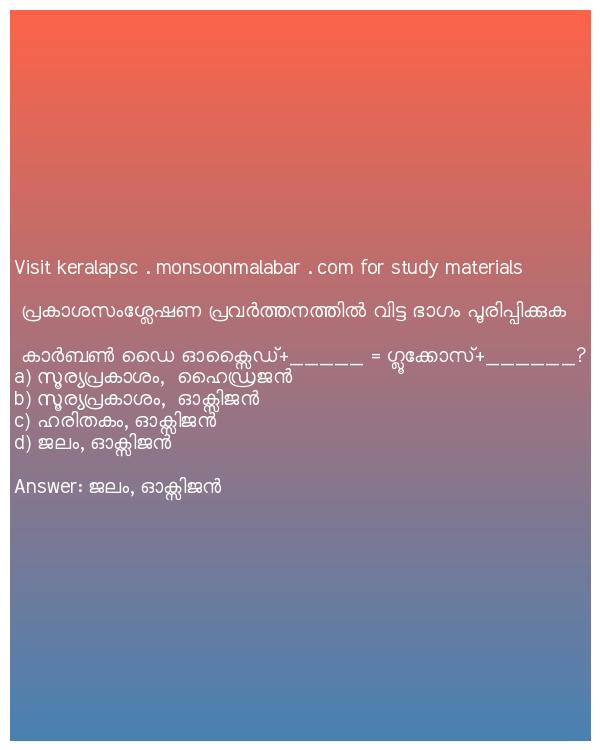 Visit keralapsc . monsoonmalabar . com for study materials
പ്രകാശസംശ്ലേഷണ പ്രവർത്തനത്തിൽ വിട്ട ഭാഗം പൂരിപ്പിക്കുക
കാർബൺ ഡൈ ഓക്സൈഡ്+_____ = ഗ്ലൂക്കോസ്+______?
a) സൂര്യപ്രകാശം, ഹൈഡ്രജൻ
b) സൂര്യപ്രകാശം, ഓക്സിജൻ
c) ഹരിതകം, ഓക്സിജൻ
d) ജലം, ഓക്സിജൻ
Answer: ജലം, ഓക്സിജൻ